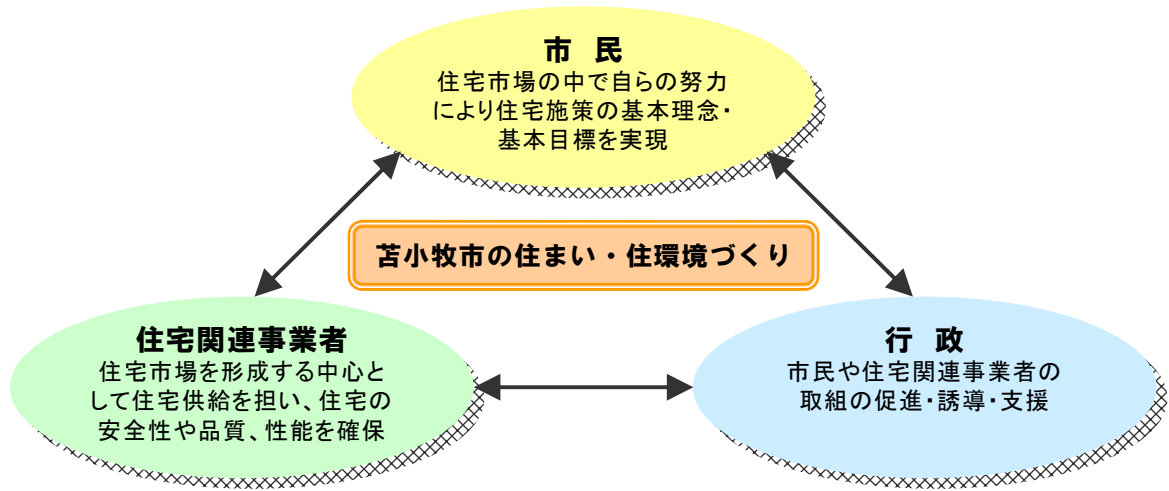 市 民
住宅市場の中で自らの努力
により住宅施策の基本理念・
基本目標を実現
苫小牧市の住まい・住環境づくり
住宅関連事業者
住宅市場を形成する中心と
して住宅供給を担い、住宅の
安全性や品質、性能を確保
行 政
市民や住宅関連事業者の
取組の促進・誘導・支援